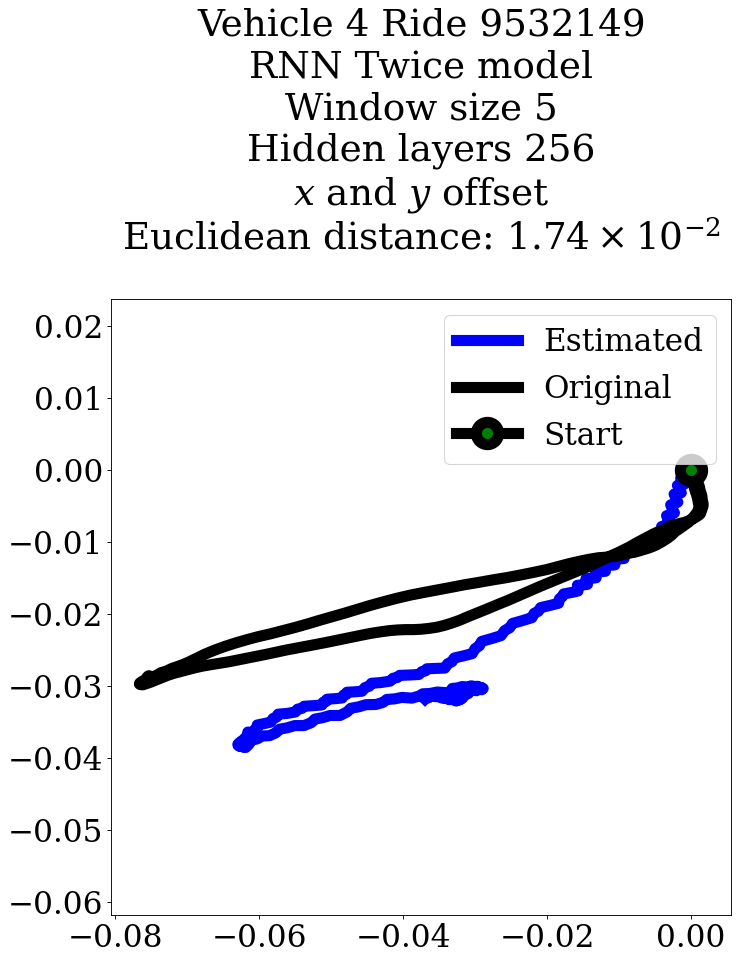 Vehicle 4 Ride 9532149
RNN Twice model
Window size 5
Hidden layers 256
x and y offset
Euclidean distance: 1.74 × 10⁻²
Estimated
Original
Start
0.02
0.01
0.00
−0.01
−0.02
−0.03
−0.04
−0.05
−0.06
−0.08 −0.06 −0.04 −0.02 0.00